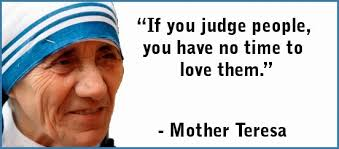 “If you judge people,
you have no time to
love them.”
- Mother Teresa